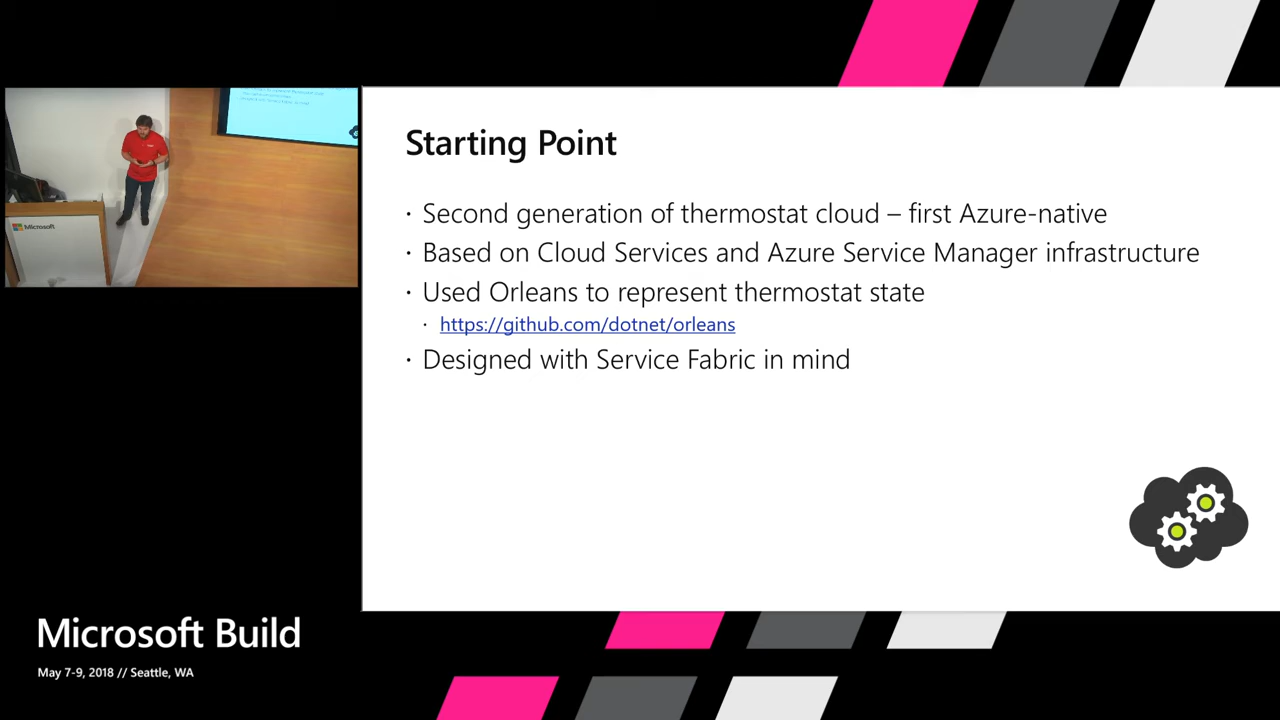 Starting Point
· Second generation of thermostat cloud – first Azure-native
· Based on Cloud Services and Azure Service Manager infrastructure
· Used Orleans to represent thermostat state
· https://github.com/dotnet/orleans
· Designed with Service Fabric in mind
Microsoft
Microsoft Build
May 7-9, 2018 // Seattle, WA